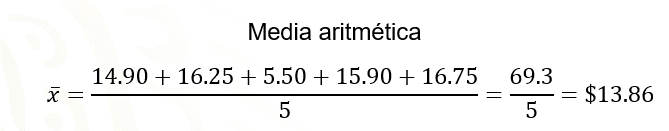 Media aritmética
x̄ = (14.90 + 16.25 + 5.50 + 15.90 + 16.75)/5 = 69.3/5 = $13.86